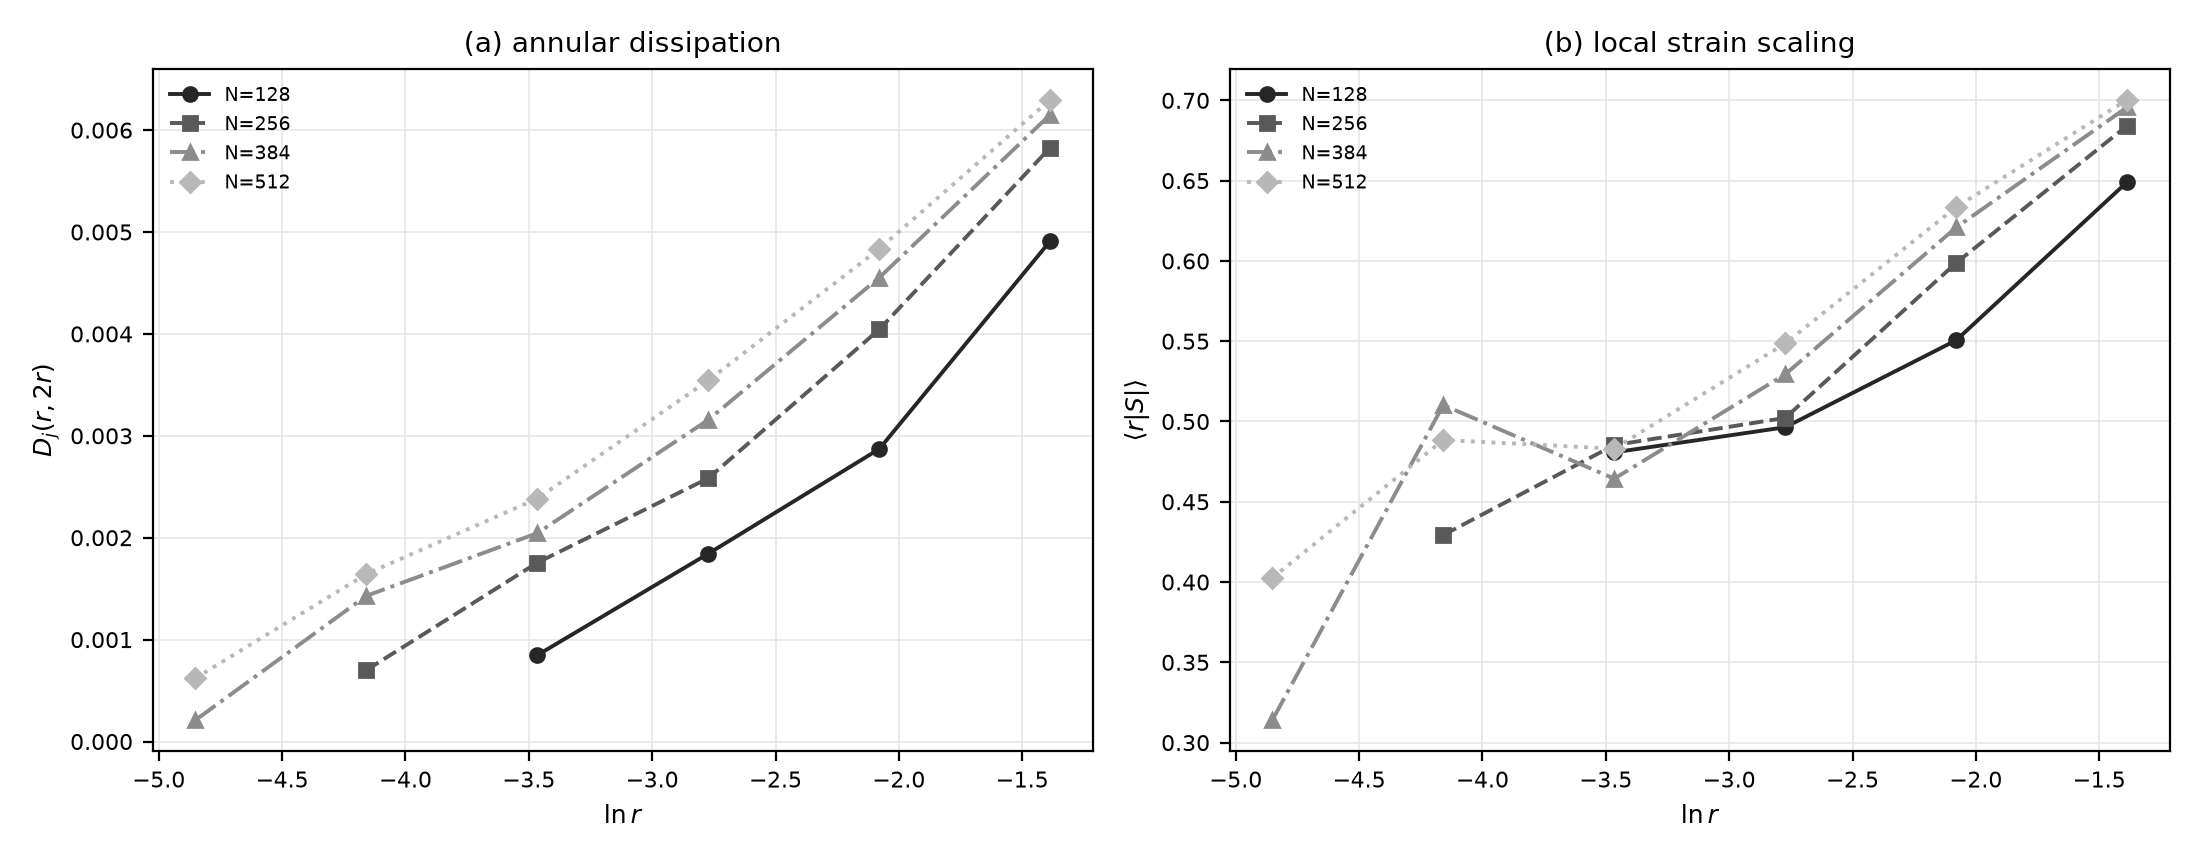 (a) annular dissipation
N=128
N=256
N=384
N=512
0.006
0.005
0.004
0.003
0.002
0.001
0.000
D_j(r, 2r)
−5.0 −4.5 −4.0 −3.5 −3.0 −2.5 −2.0 −1.5
ln r
(b) local strain scaling
N=128
N=256
N=384
N=512
0.70
0.65
0.60
0.55
0.50
0.45
0.40
0.35
0.30
⟨r|S|⟩
−5.0 −4.5 −4.0 −3.5 −3.0 −2.5 −2.0 −1.5
ln r